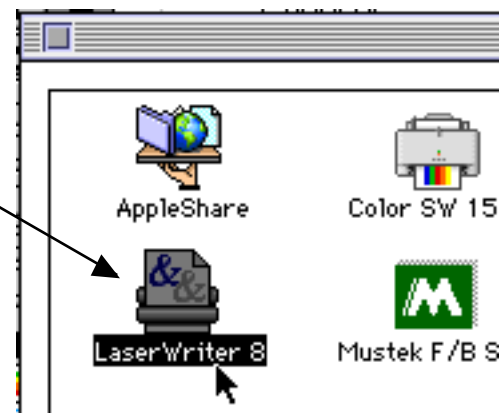 AppleShare
Color SW 15
&&
LaserWriter 8
M
Mustek F/B S